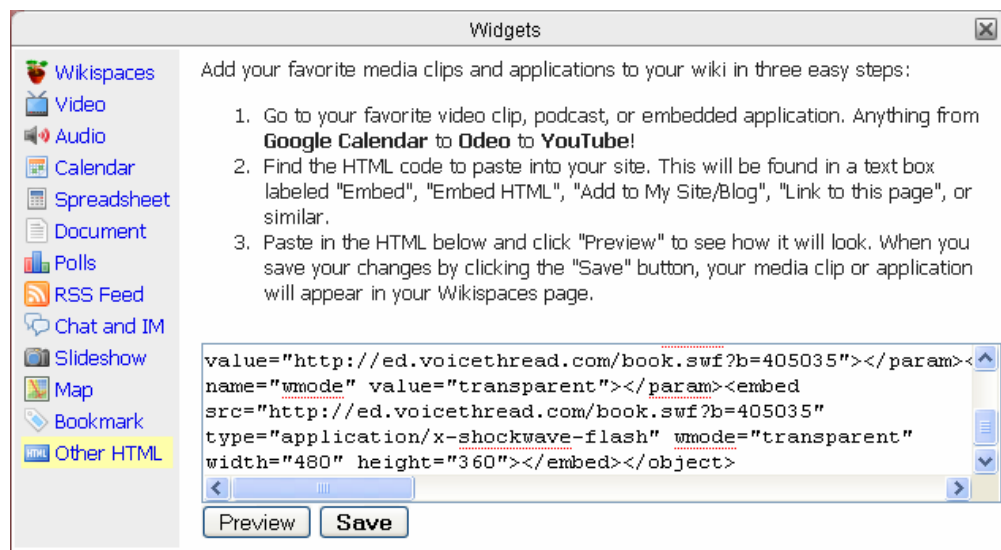 Widgets
Wikispaces
Video
Audio
Calendar
Spreadsheet
Document
Polls
RSS Feed
Chat and IM
Slideshow
Map
Bookmark
HTML Other HTML
Add your favorite media clips and applications to your wiki in three easy steps:
1. Go to your favorite video clip, podcast, or embedded application. Anything from
Google Calendar to Odeo to YouTube!
2. Find the HTML code to paste into your site. This will be found in a text box
labeled "Embed", "Embed HTML", "Add to My Site/Blog", "Link to this page", or
similar.
3. Paste in the HTML below and click "Preview" to see how it will look. When you
save your changes by clicking the "Save" button, your media clip or application
will appear in your Wikispaces page.
value="http://ed.voicethread.com/book.swf?b=405035"></param><
name="wmode" value="transparent"></param><embed
src="http://ed.voicethread.com/book.swf?b=405035"
type="application/x-shockwave-flash" wmode="transparent"
width="480" height="360"></embed></object>
Preview Save